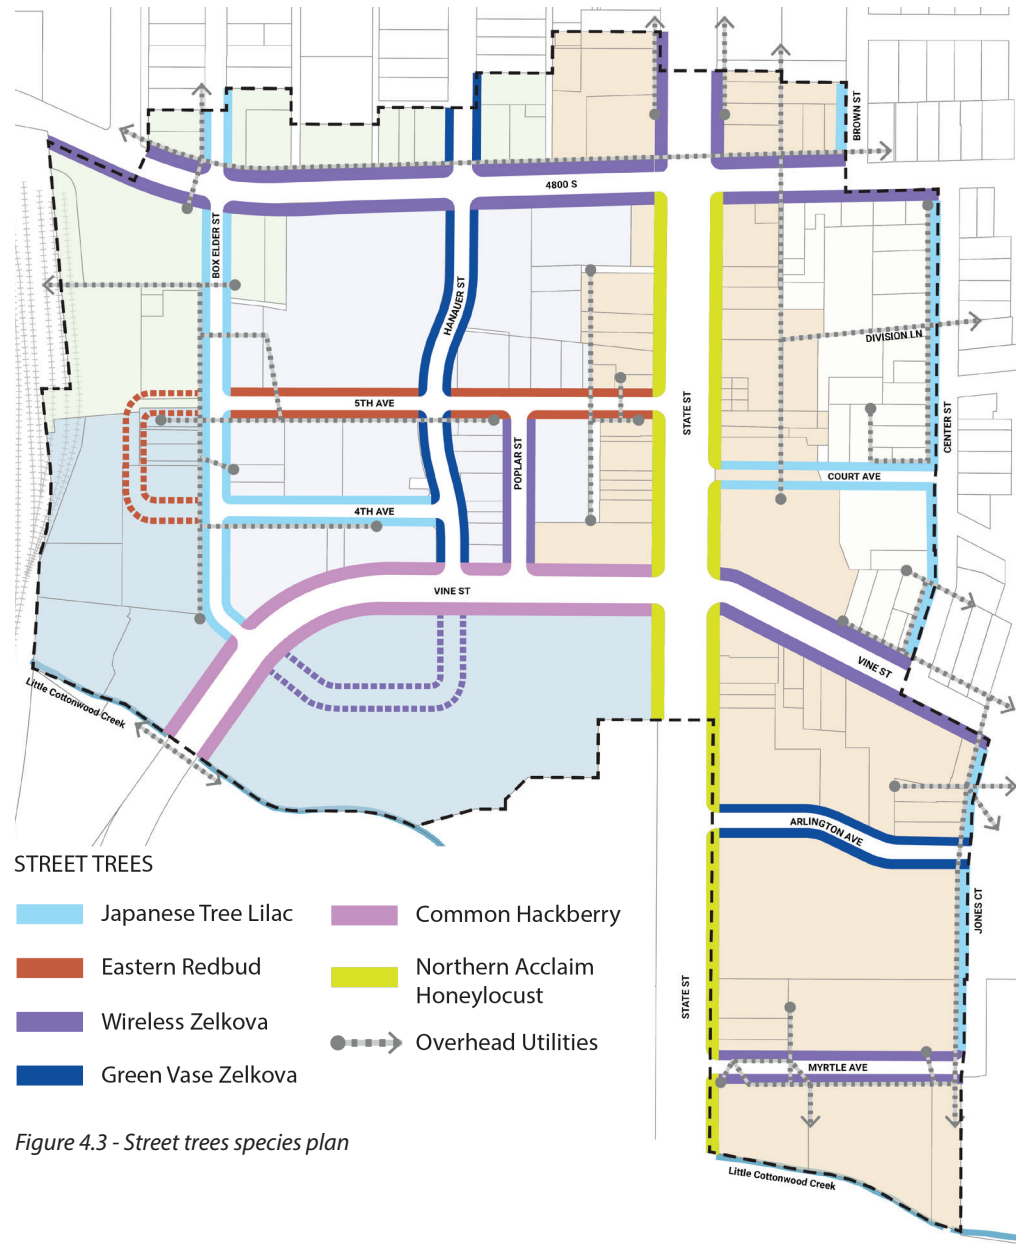 BROWN ST
4800 S
BOX ELDER ST
HANAUER ST
DIVISION LN
5TH AVE
STATE ST
CENTER ST
POPLAR ST
COURT AVE
4TH AVE
VINE ST
VINE ST
Little Cottonwood Creek
ARLINGTON AVE
JONES CT
STATE ST
MYRTLE AVE
Little Cottonwood Creek
STREET TREES
Japanese Tree Lilac
Eastern Redbud
Wireless Zelkova
Green Vase Zelkova
Common Hackberry
Northern Acclaim
Honeylocust
Overhead Utilities
Figure 4.3 - Street trees species plan